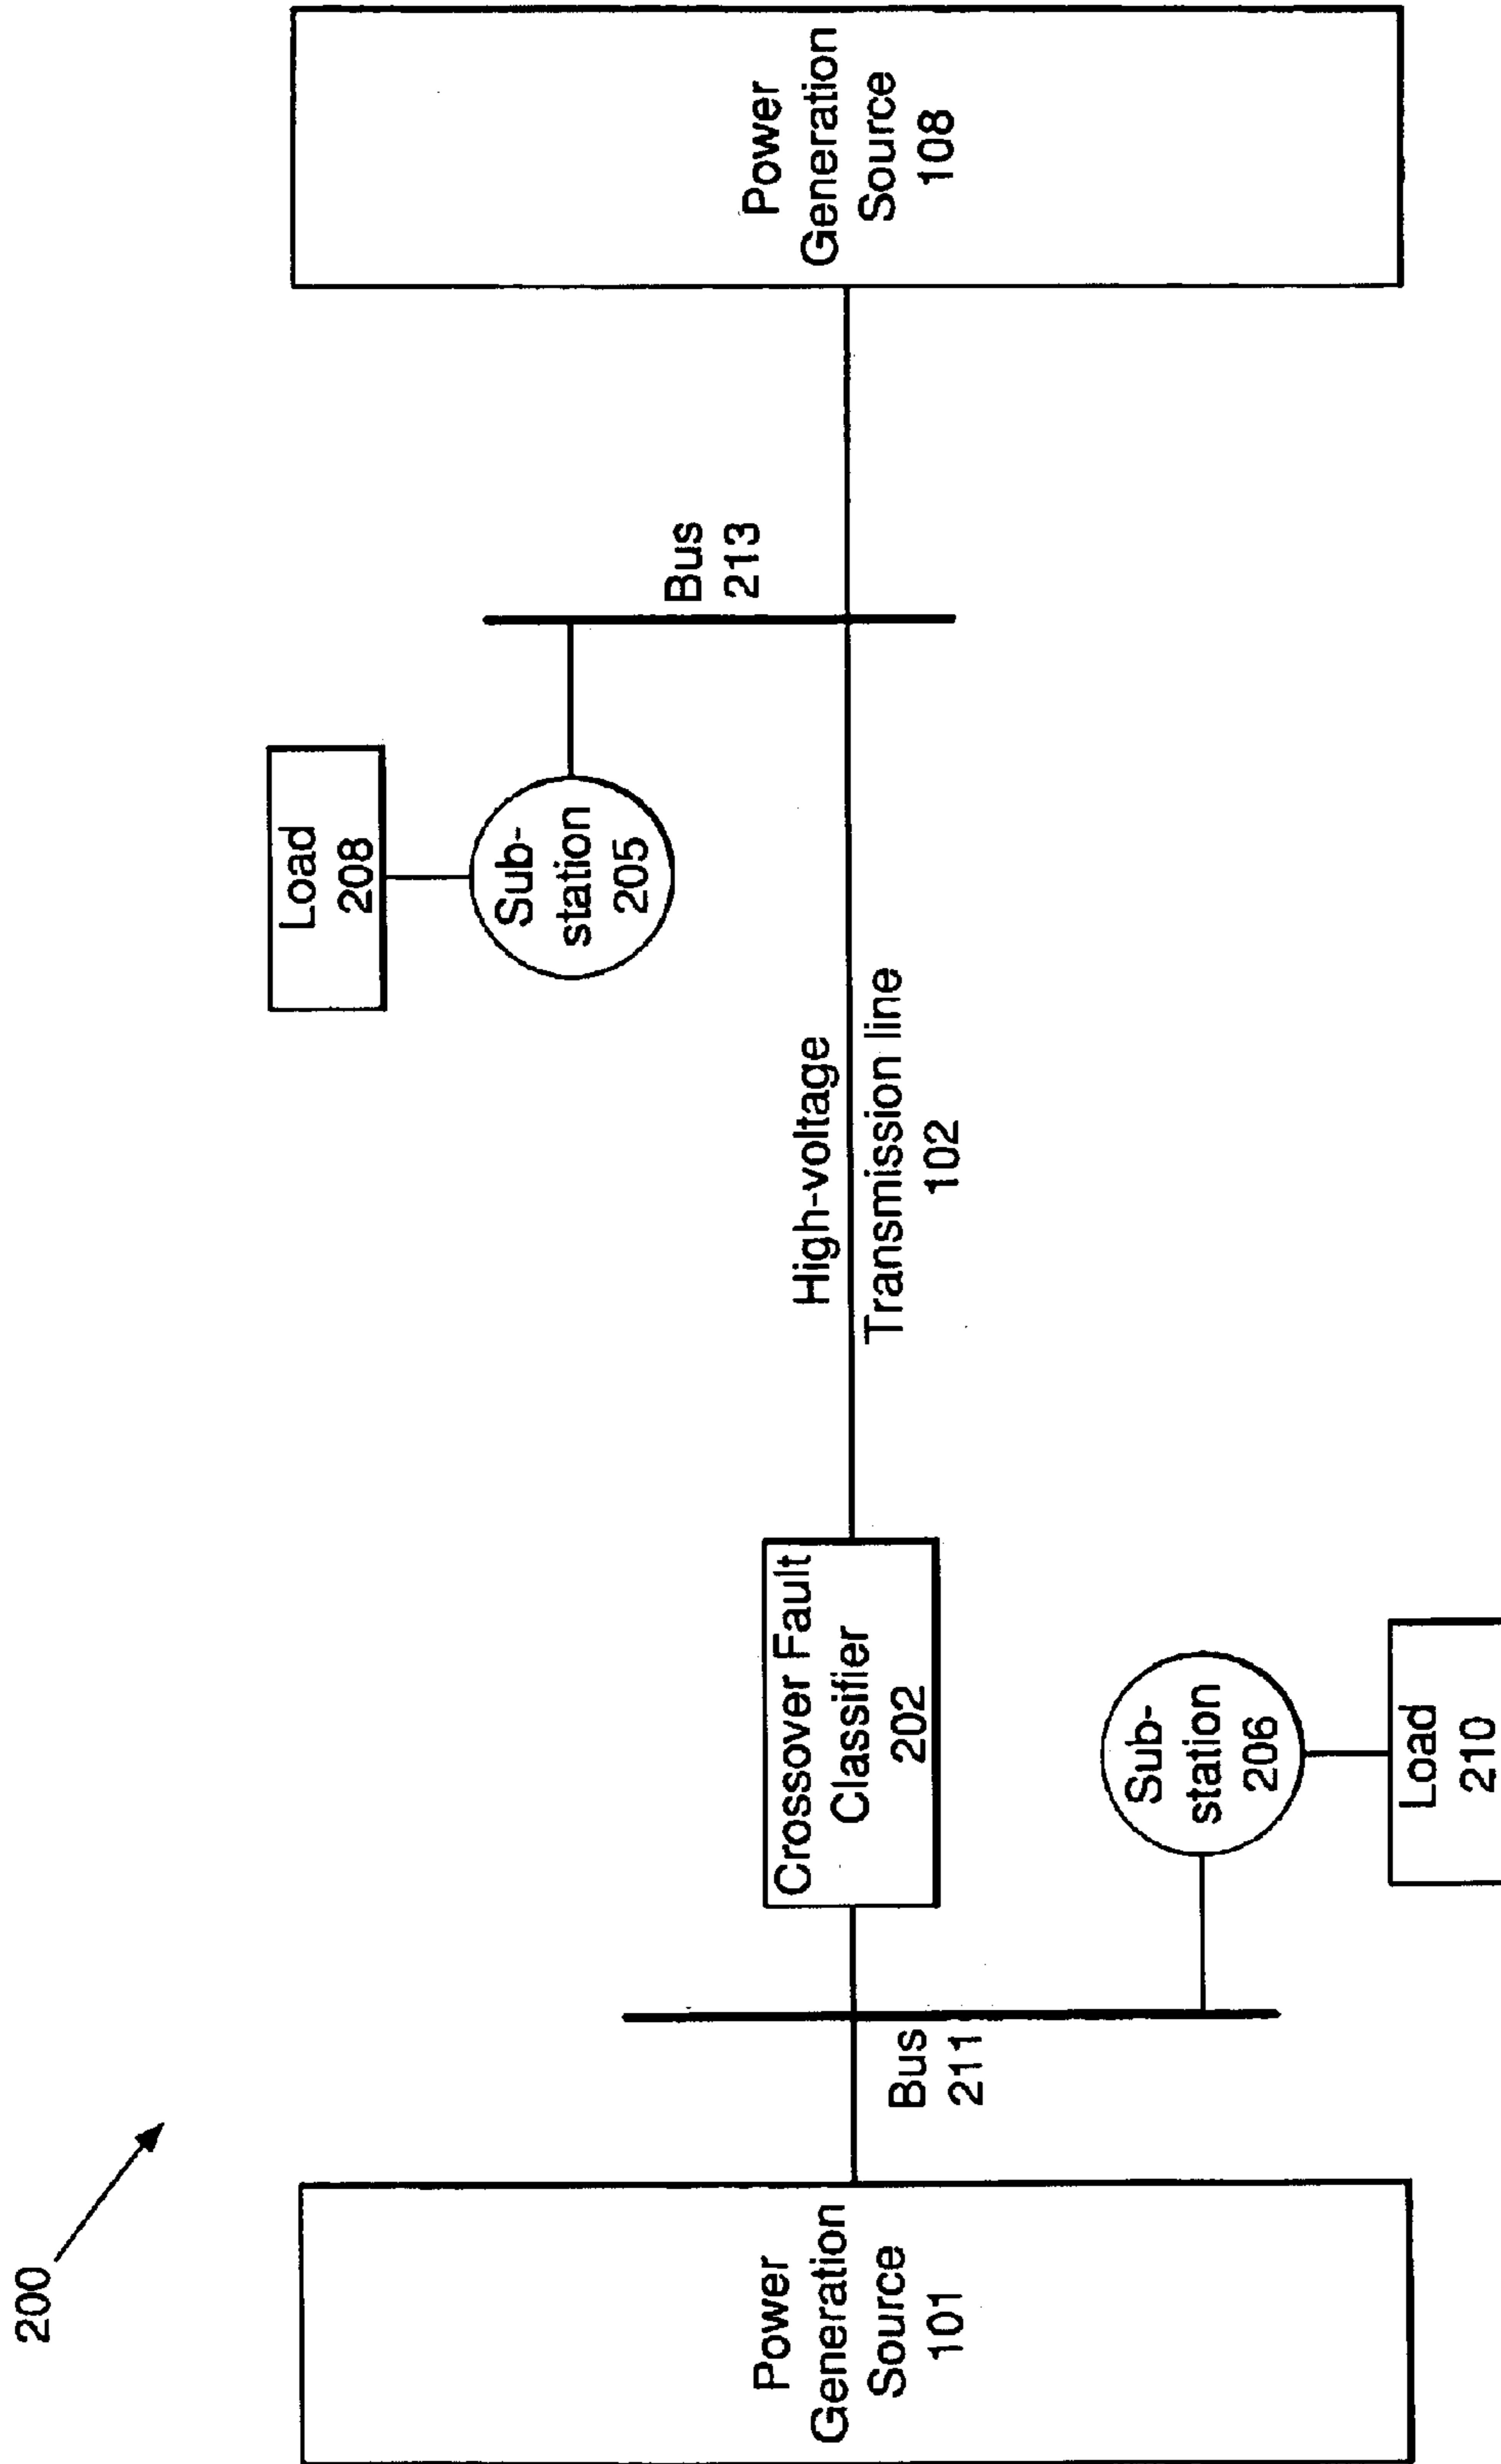 200
Power
Generation
Source
101
Bus
211
Crossover Fault
Classifier
202
Sub-
station
206
Load
210
High-voltage
Transmission line
102
Load
208
Sub-
station
205
Bus
213
Power
Generation
Source
108